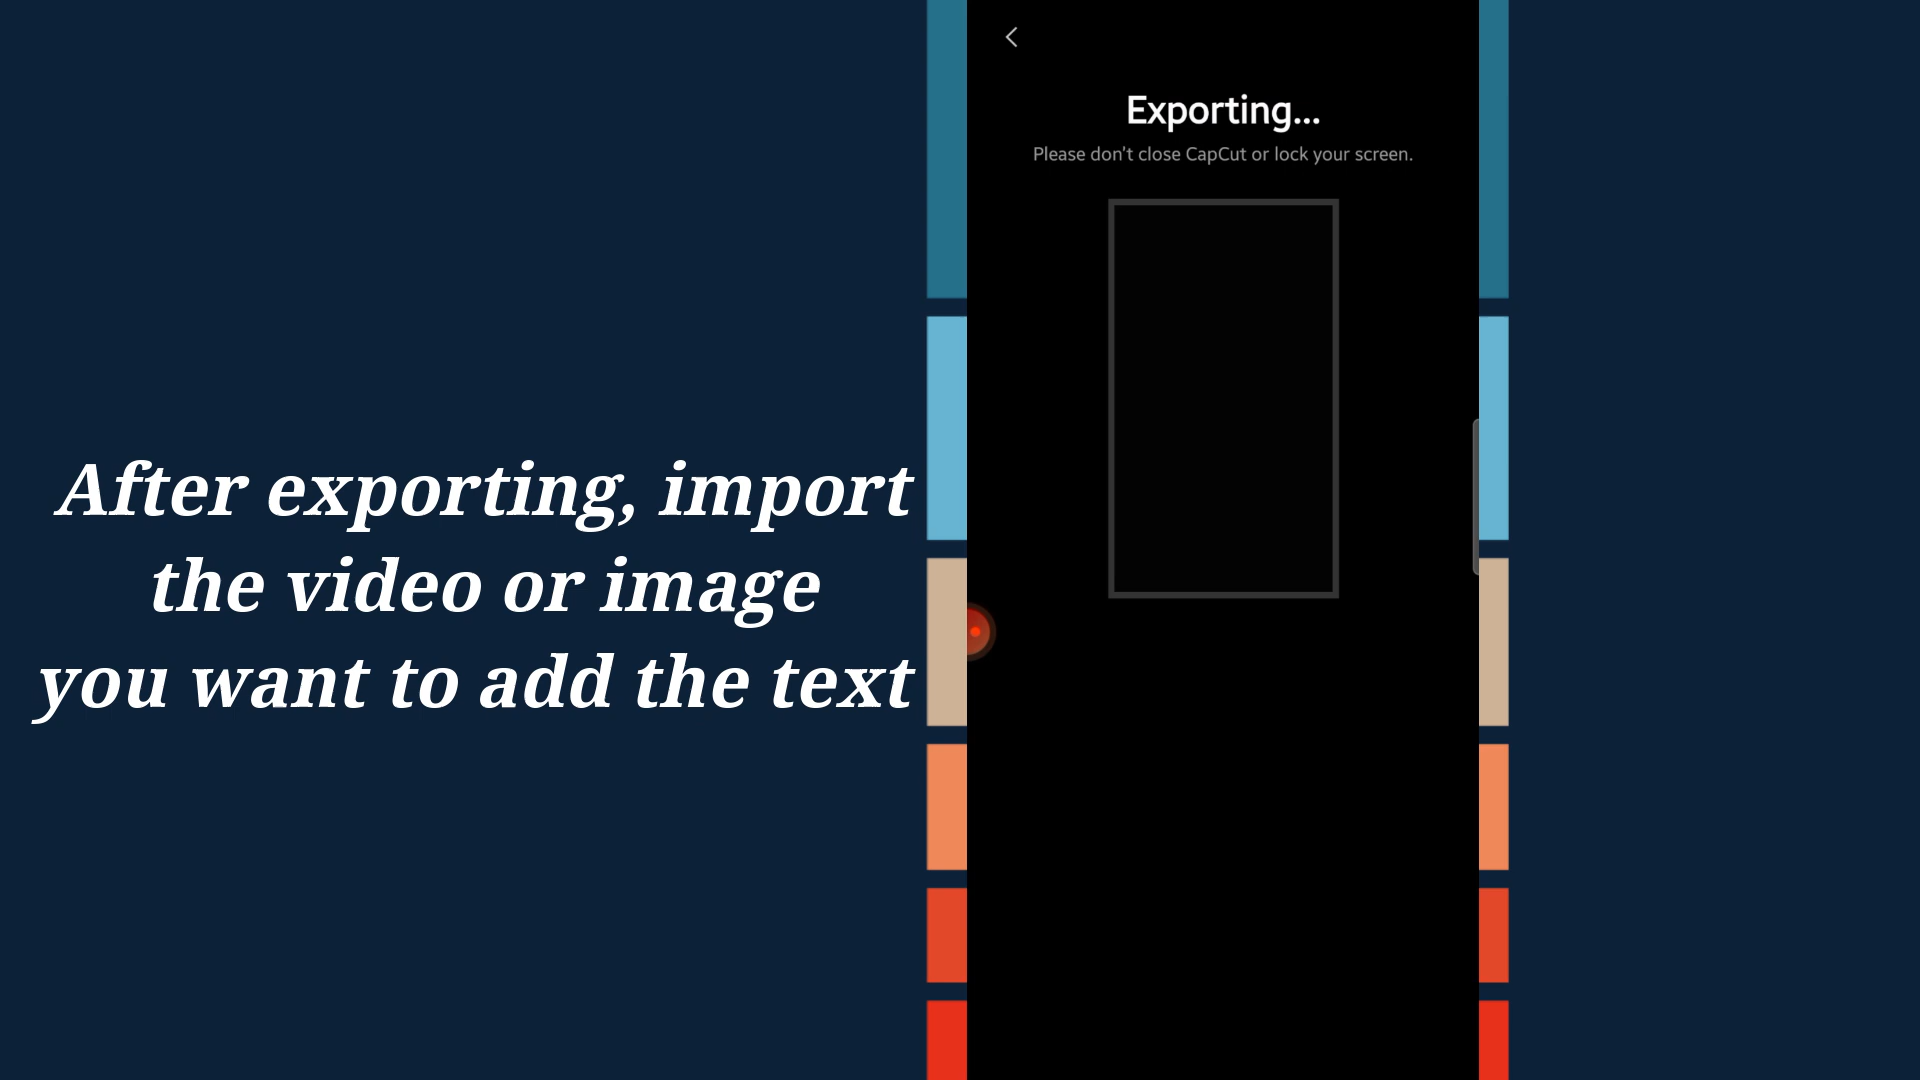 After exporting, import
the video or image
you want to add the text
Exporting...
Please don't close CapCut or lock your screen.